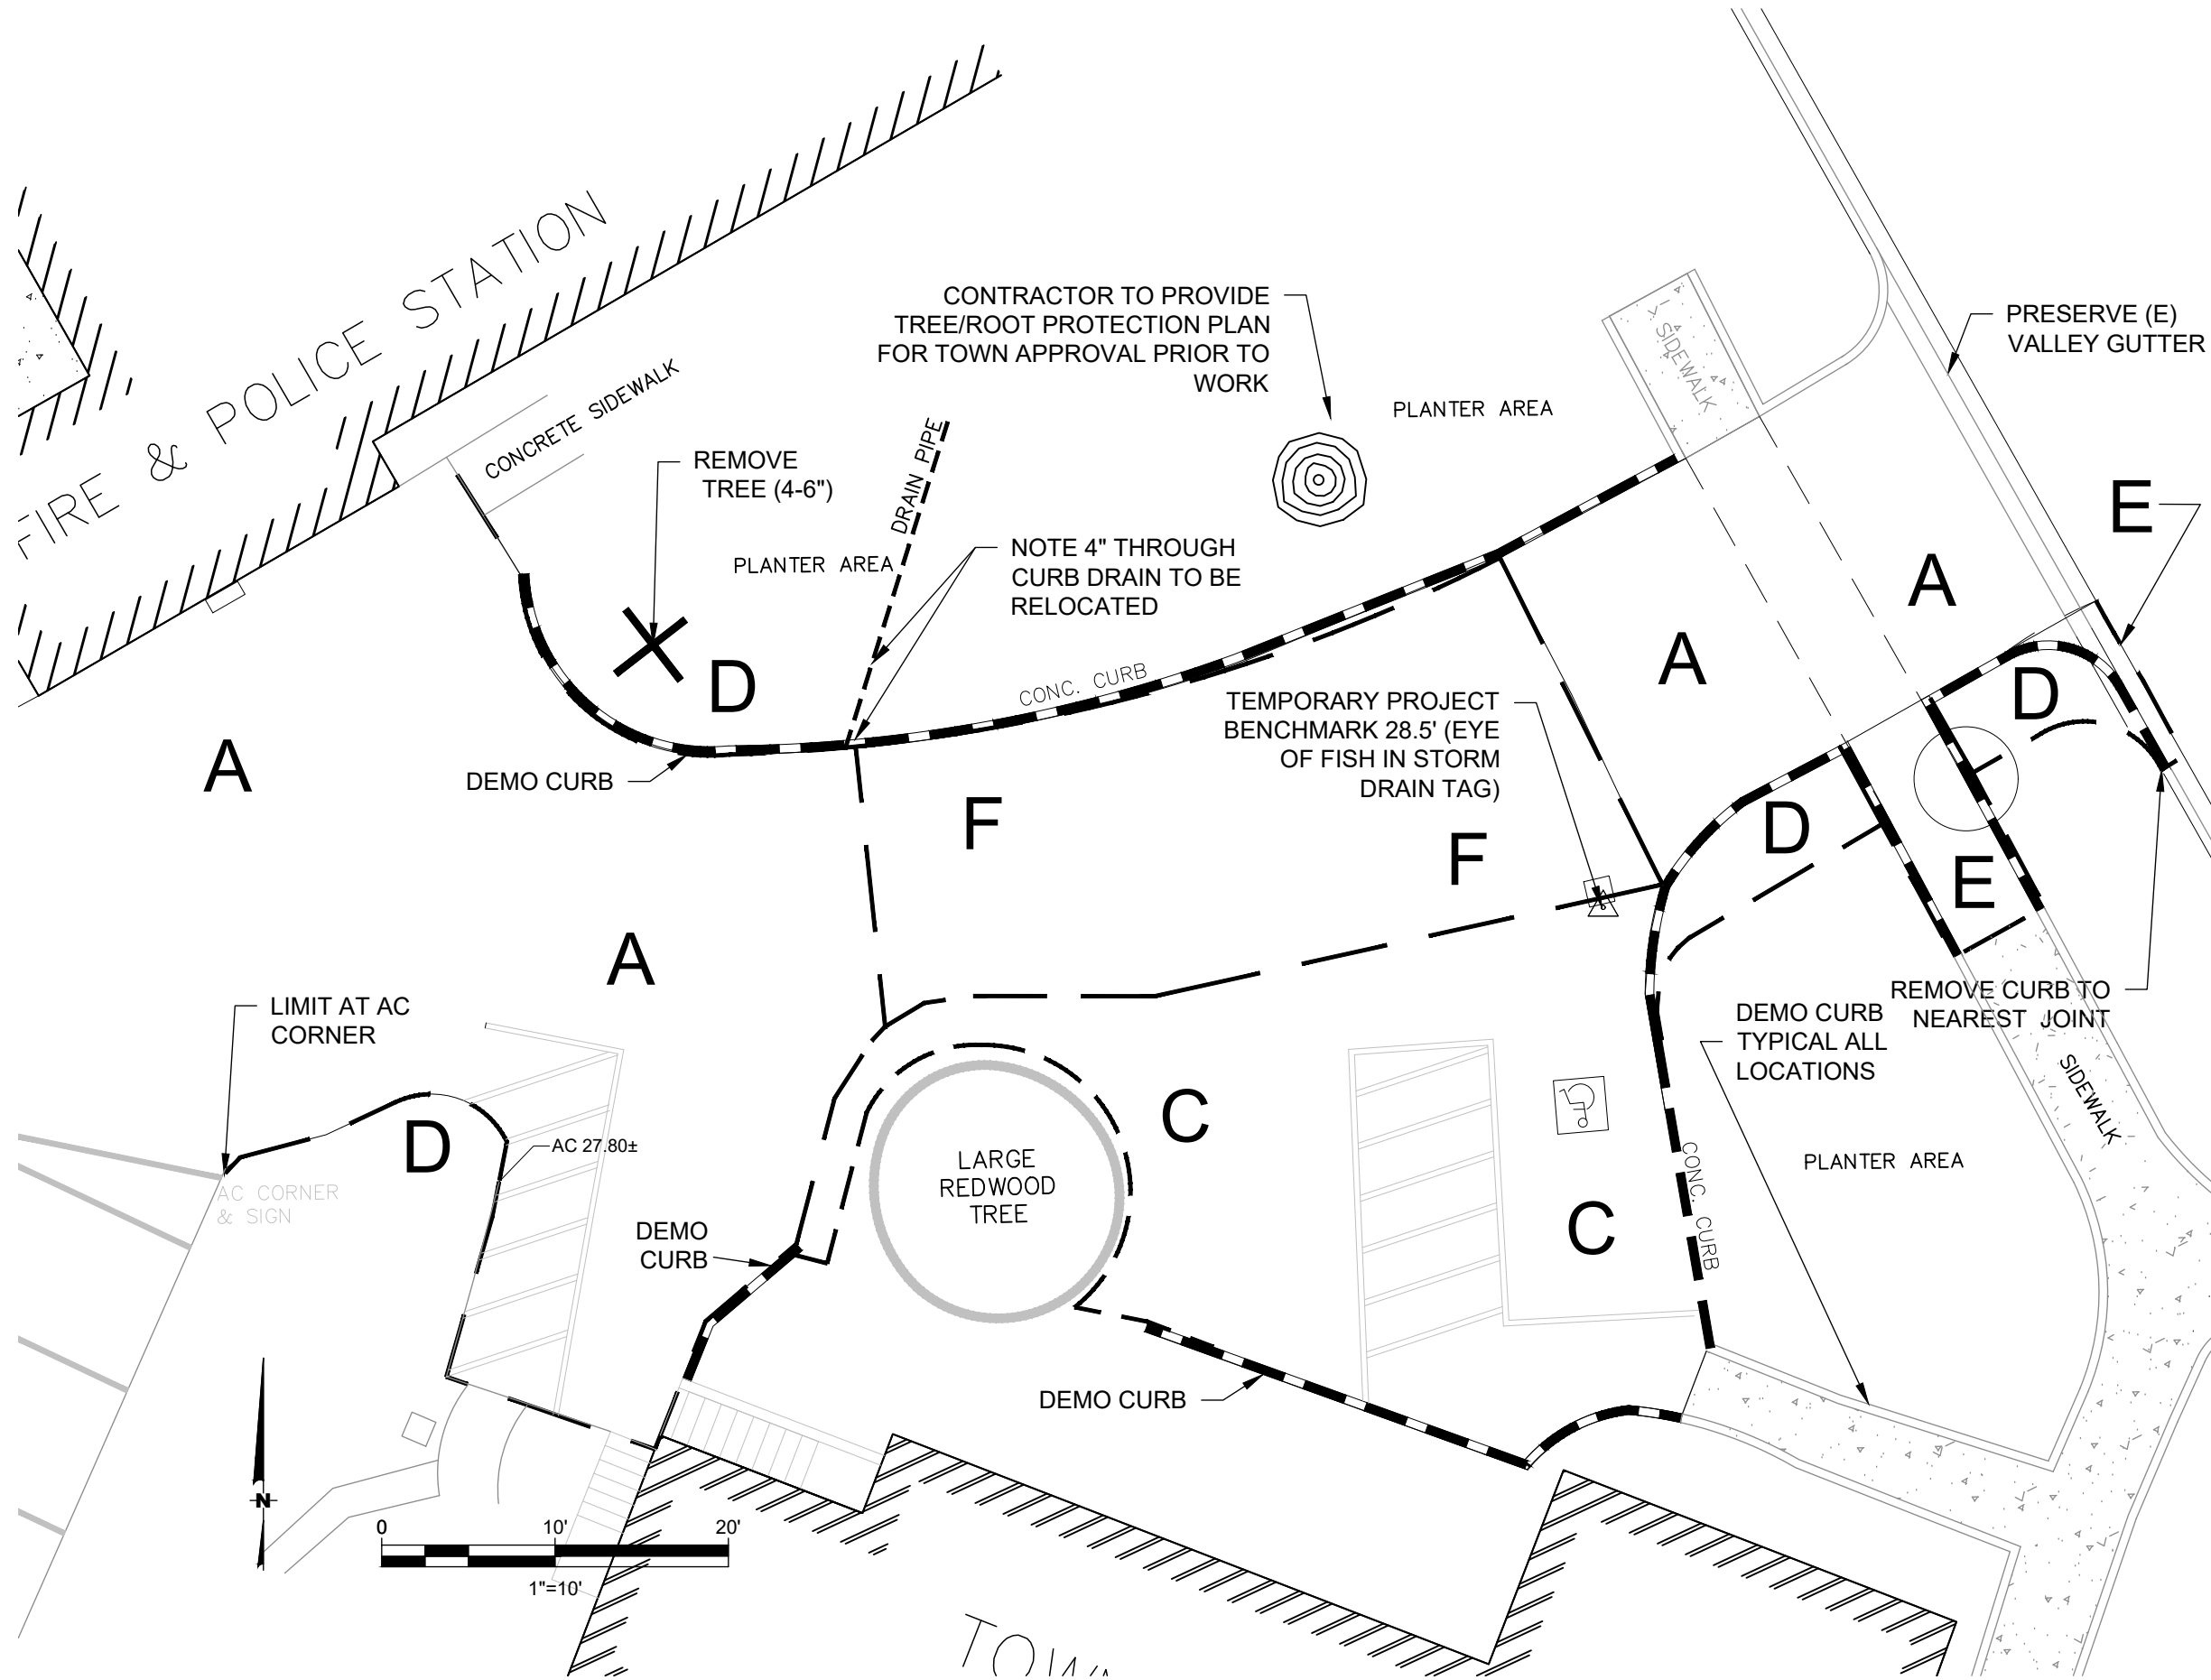 FIRE & POLICE STATION
CONCRETE SIDEWALK
CONTRACTOR TO PROVIDE
TREE/ROOT PROTECTION PLAN
FOR TOWN APPROVAL PRIOR TO
WORK
PLANTER AREA
SIDEWALK
PRESERVE (E)
VALLEY GUTTER
REMOVE
TREE (4-6")
DRAIN PIPE
PLANTER AREA
NOTE 4" THROUGH
CURB DRAIN TO BE
RELOCATED
E
A
A
D
D
CONC. CURB
TEMPORARY PROJECT
BENCHMARK 28.5' (EYE
OF FISH IN STORM
DRAIN TAG)
A
DEMO CURB
F
F
D
E
A
LIMIT AT AC
CORNER
REMOVE CURB TO
NEAREST JOINT
DEMO CURB
TYPICAL ALL
LOCATIONS
SIDEWALK
D
AC 27.80±
C
AC CORNER
& SIGN
LARGE
REDWOOD
TREE
PLANTER AREA
CONC. CURB
C
DEMO
CURB
DEMO CURB
N
0 10' 20'
1"=10'